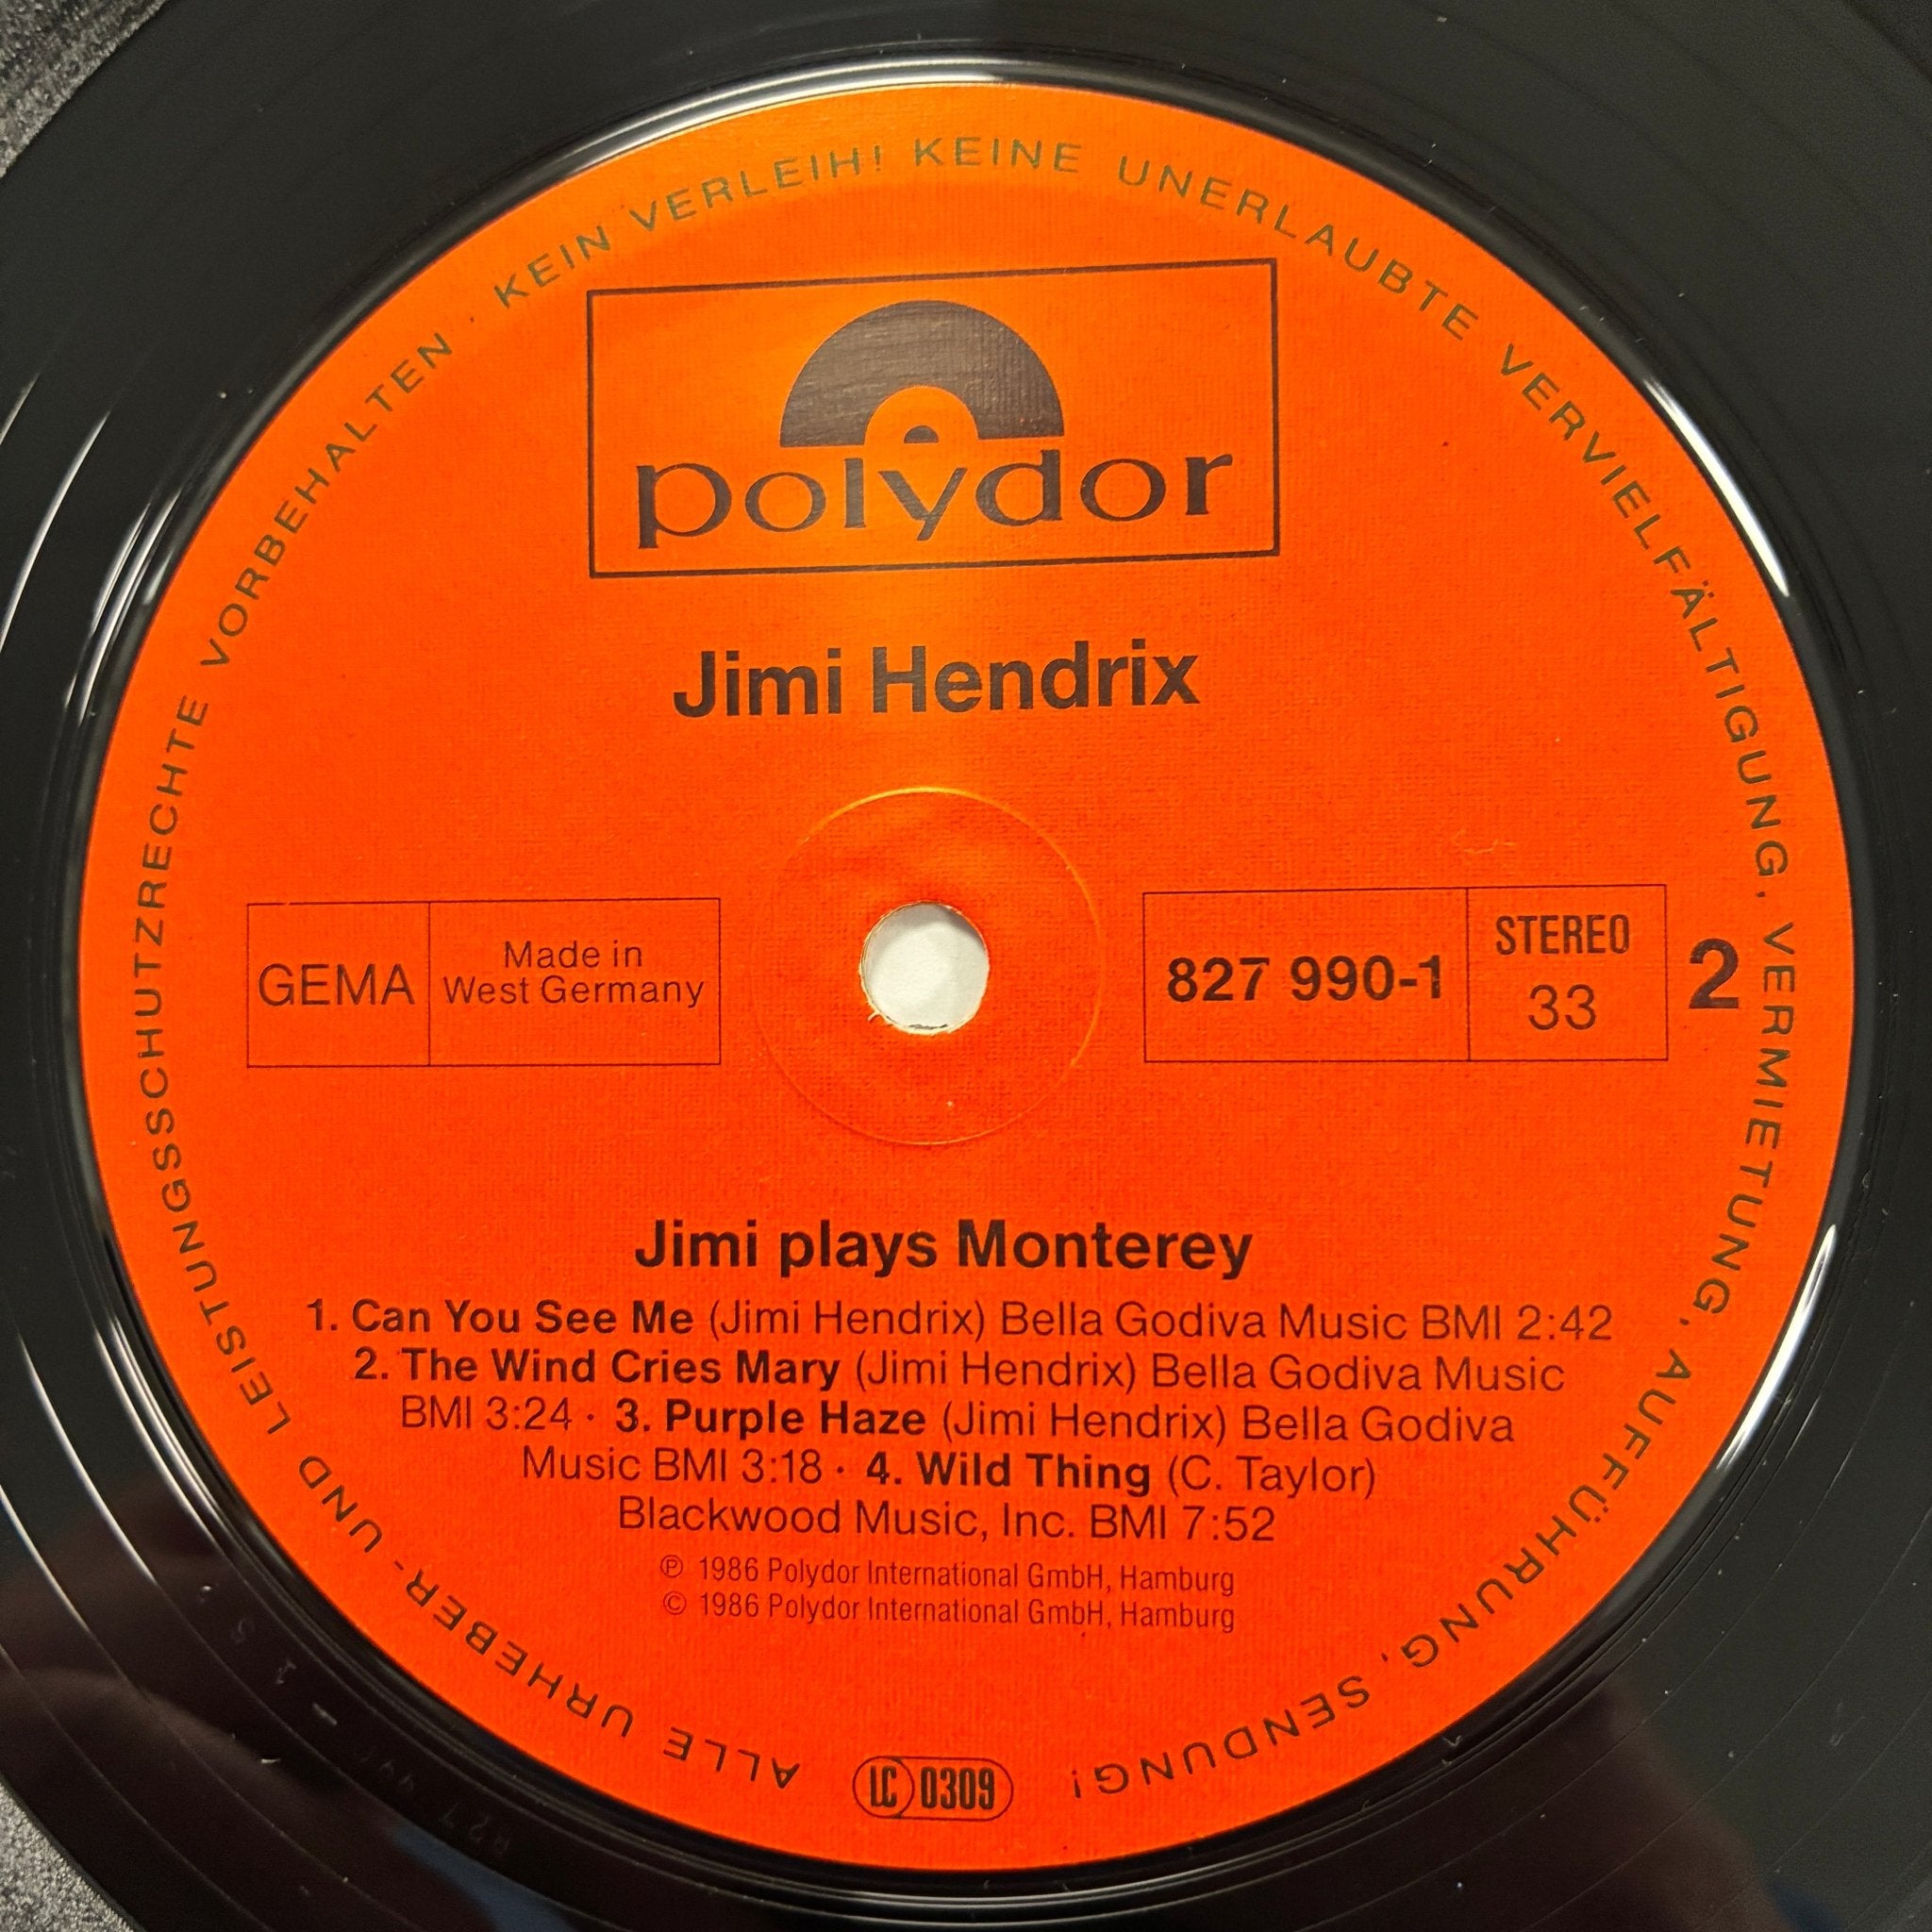 ALLE URHEBER- UND LEISTUNGSSCHUTZRECHTE VORBEHALTEN · KEIN VERLEIH! KEINE UNERLAUBTE VERVIELFÄLTIGUNG, VERMIETUNG, AUFFÜHRUNG, SENDUNG!
polydor
Jimi Hendrix
GEMA
Made in
West Germany
827 990-1
STEREO
33
2
Jimi plays Monterey
1. Can You See Me (Jimi Hendrix) Bella Godiva Music BMI 2:42
2. The Wind Cries Mary (Jimi Hendrix) Bella Godiva Music
BMI 3:24 · 3. Purple Haze (Jimi Hendrix) Bella Godiva
Music BMI 3:18 · 4. Wild Thing (C. Taylor)
Blackwood Music, Inc. BMI 7:52
℗ 1986 Polydor International GmbH, Hamburg
© 1986 Polydor International GmbH, Hamburg
LC 0309